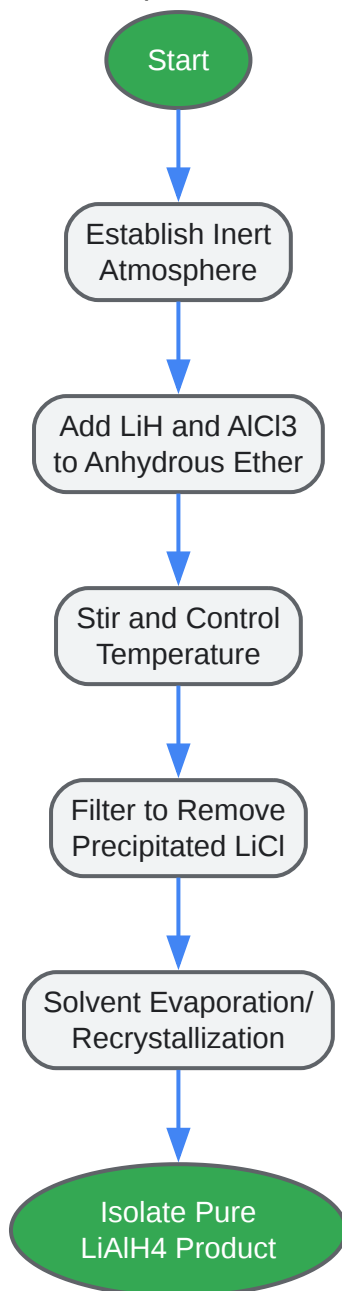 Start
Establish Inert
Atmosphere
Add LiH and AlCl3
to Anhydrous Ether
Stir and Control
Temperature
Filter to Remove
Precipitated LiCl
Solvent Evaporation/
Recrystallization
Isolate Pure
LiAlH4 Product